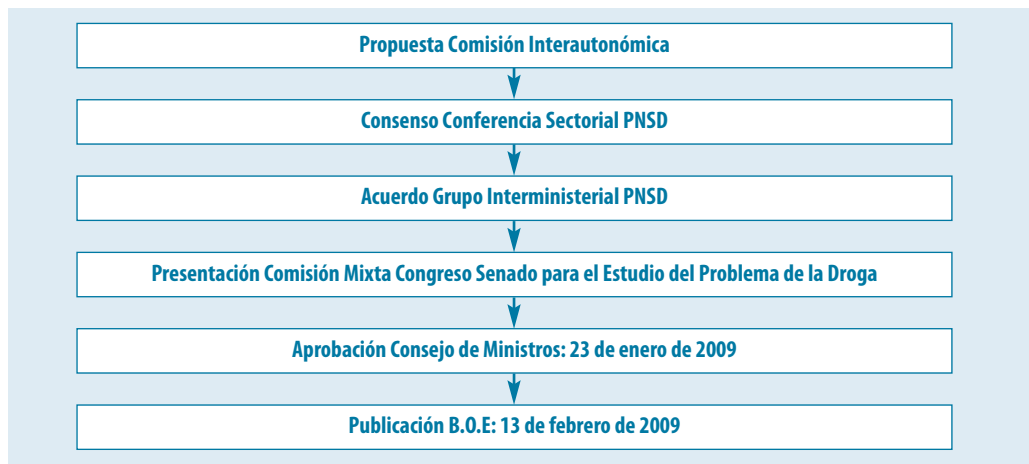 Propuesta Comisión Interautonómica
Consenso Conferencia Sectorial PNSD
Acuerdo Grupo Interministerial PNSD
Presentación Comisión Mixta Congreso Senado para el Estudio del Problema de la Droga
Aprobación Consejo de Ministros: 23 de enero de 2009
Publicación B.O.E: 13 de febrero de 2009